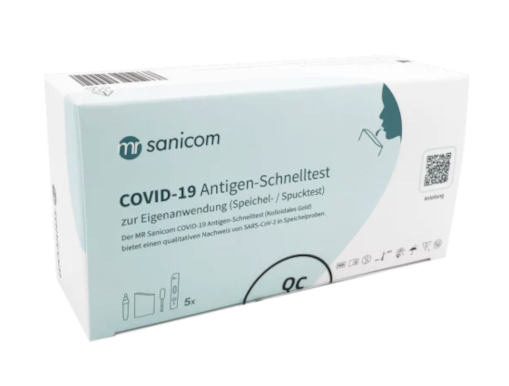 mr sanicom
COVID-19 Antigen-Schnelltest
zur Eigenanwendung (Speichel- / Spucktest)
Der MR Sanicom COVID-19 Antigen-Schnelltest (Kolloidales Gold)
bietet einen qualitativen Nachweis von SARS-CoV-2 in Speichelproben.
5x
QC
Anleitung